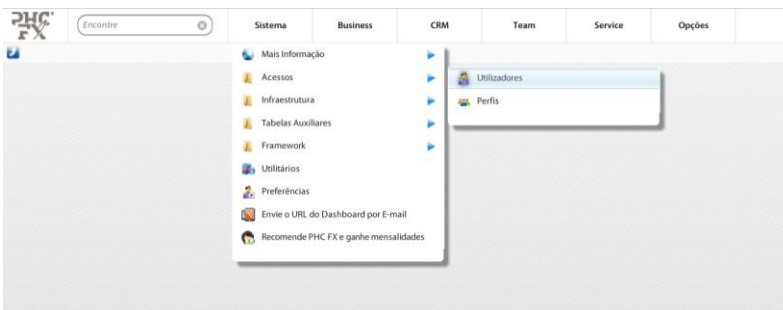 PHC FX
Encontre
Sistema Business CRM Team Service Opções
Mais Informação
Acessos
Utilizadores
Infraestrutura
Perfis
Tabelas Auxiliares
Framework
Utilitários
Preferências
Envie o URL do Dashboard por E-mail
Recomende PHC FX e ganhe mensalidades